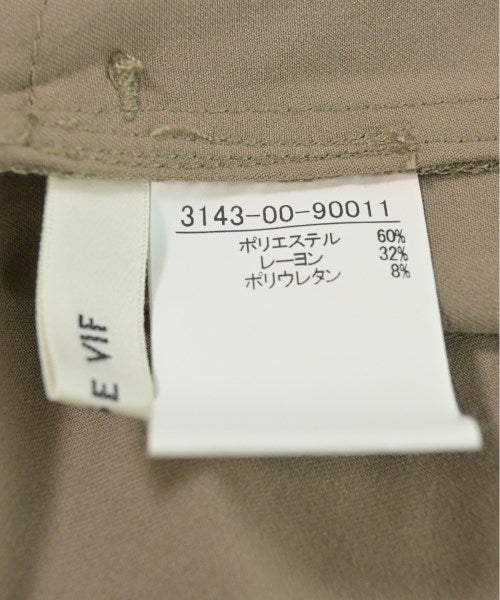 3143-00-90011
ポリエステル 60%
レーヨン 32%
ポリウレタン 8%
PE VIF